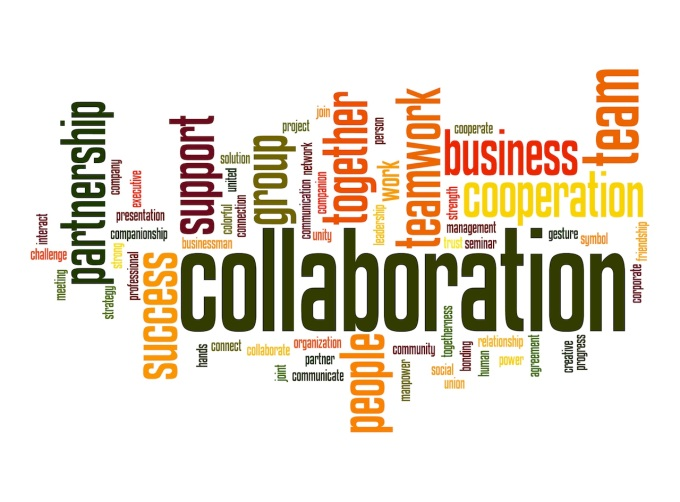 partnership
company
executive
presentation
companionship
interact
challenge
meeting
strong
strategy
professional
success
support
solution
united
colorful
connection
businessman
group
project
join
communication
network
companion
unity
together
person
work
leadership
teamwork
cooperate
business
team
strength
cooperation
management
trust
seminar
gesture
symbol
friendship
corporate
collaboration
hands
connect
collaborate
joint
organization
partner
communicate
people
community
manpower
togetherness
social
union
bonding
human
relationship
power
agreement
creative
progress